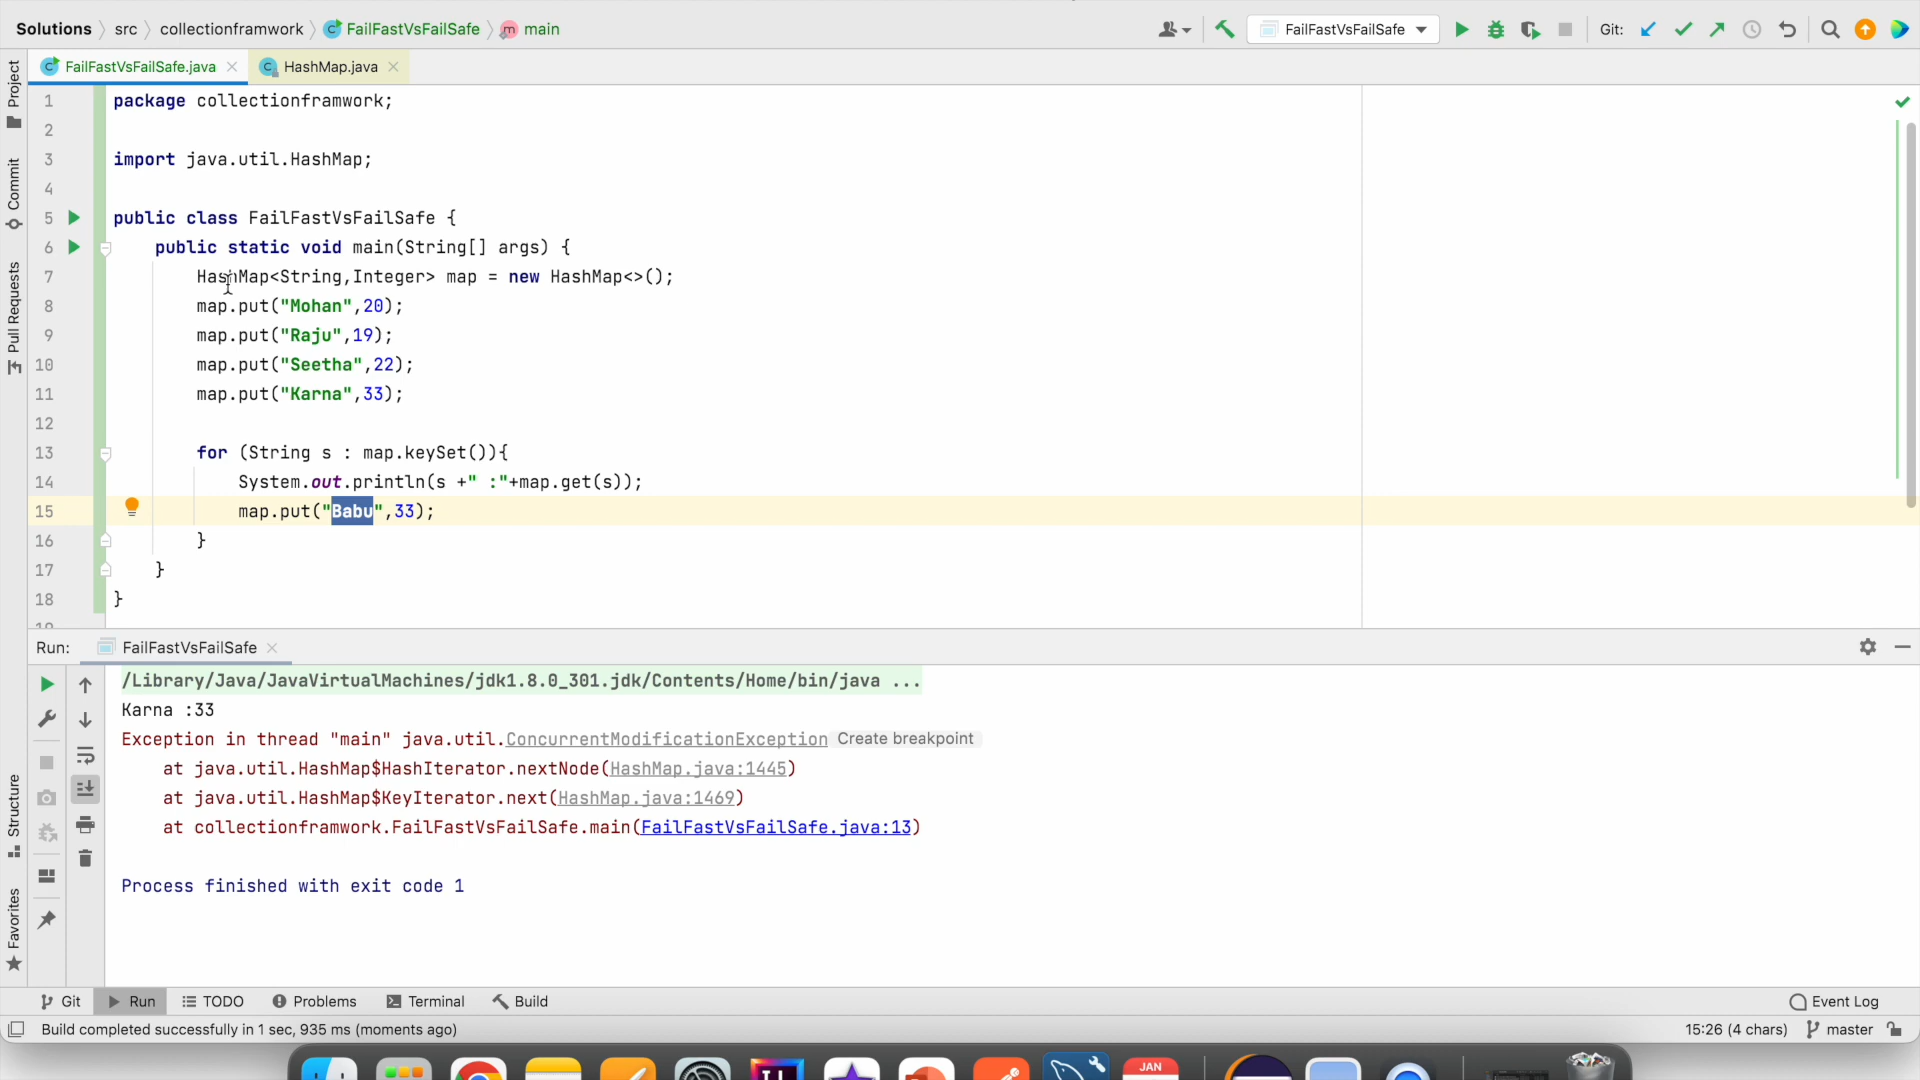 Solutions src collectionframwork FailFastVsFailSafe main FailFastVsFailSafe Git:
FailFastVsFailSafe.java HashMap.java
Project
Commit
Pull Requests
Structure
Favorites
1 package collectionframwork;
2
3 import java.util.HashMap;
4
5 public class FailFastVsFailSafe {
6 public static void main(String[] args) {
7 HashMap<String,Integer> map = new HashMap<>();
8 map.put("Mohan",20);
9 map.put("Raju",19);
10 map.put("Seetha",22);
11 map.put("Karna",33);
12
13 for (String s : map.keySet()){
14 System.out.println(s +" :"+map.get(s));
15 map.put("Babu",33);
16 }
17 }
18 }
Run: FailFastVsFailSafe
/Library/Java/JavaVirtualMachines/jdk1.8.0_301.jdk/Contents/Home/bin/java ...
Karna :33
Exception in thread "main" java.util.ConcurrentModificationException Create breakpoint
at java.util.HashMap$HashIterator.nextNode(HashMap.java:1445)
at java.util.HashMap$KeyIterator.next(HashMap.java:1469)
at collectionframwork.FailFastVsFailSafe.main(FailFastVsFailSafe.java:13)
Process finished with exit code 1
Git Run TODO Problems Terminal Build Event Log
Build completed successfully in 1 sec, 935 ms (moments ago) 15:26 (4 chars) master
JAN